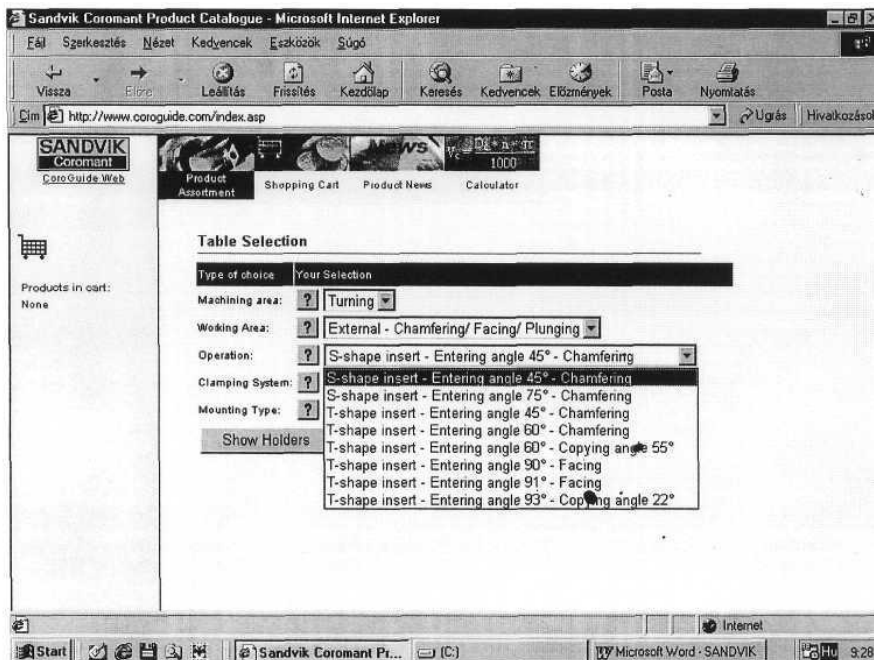 Sandvik Coromant Product Catalogue - Microsoft Internet Explorer
Fájl Szerkesztés Nézet Kedvencek Eszközök Súgó
Vissza Előre Leállítás Frissítés Kezdőlap Keresés Kedvencek Előzmények Posta Nyomtatás
Cím http://www.coroguide.com/index.asp Ugrás Hivatkozások
SANDVIK
Coromant
CoroGuide Web
News
1000
Product Assortment Shopping Cart Product News Calculator
Table Selection
Products in cart:
None
Type of choice Your Selection
Machining area: ? Turning
Working Area: ? External - Chamfering/ Facing/ Plunging
Operation: ? S-shape insert - Entering angle 45° - Chamfering
Clamping System: ?
Mounting Type: ?
Show Holders
S-shape insert - Entering angle 45° - Chamfering
S-shape insert - Entering angle 75° - Chamfering
T-shape insert - Entering angle 45° - Chamfering
T-shape insert - Entering angle 60° - Chamfering
T-shape insert - Entering angle 60° - Copying angle 55°
T-shape insert - Entering angle 90° - Facing
T-shape insert - Entering angle 91° - Facing
T-shape insert - Entering angle 93° - Copying angle 22°
Internet
Start Sandvik Coromant Pr... (C:) Microsoft Word - SANDVIK Hu 9:28